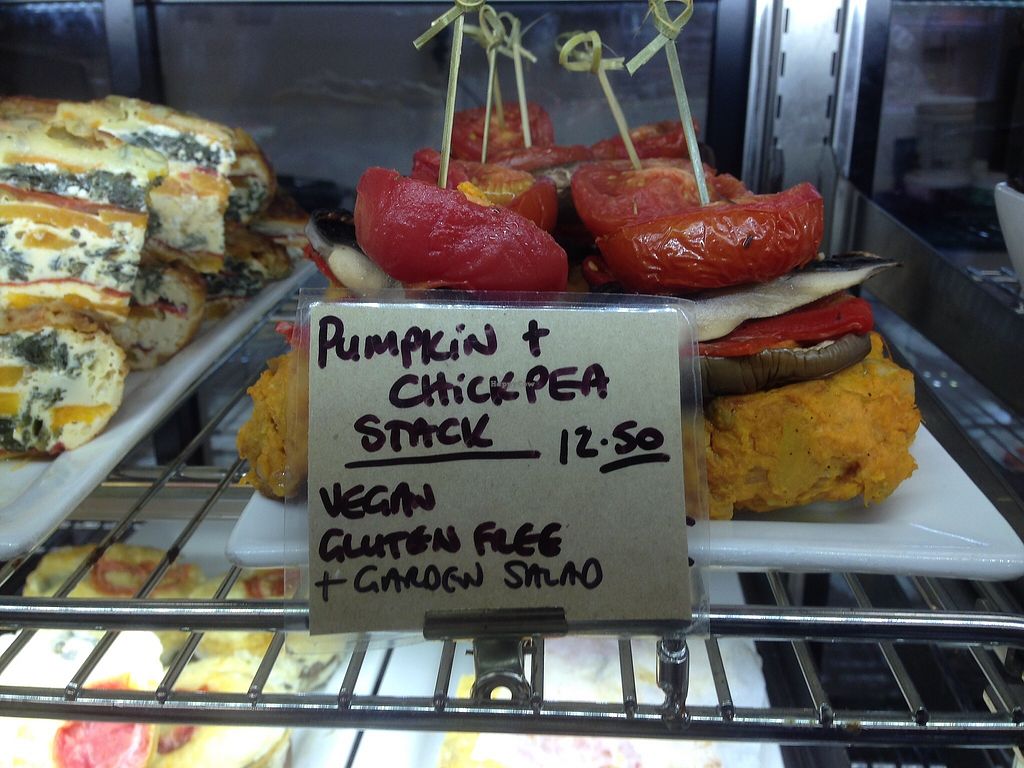 PUMPKiN +
CHiCKPEA
STACK 12.50
VEGAN
GLUTEN FREE
+ GARDEN SALAD